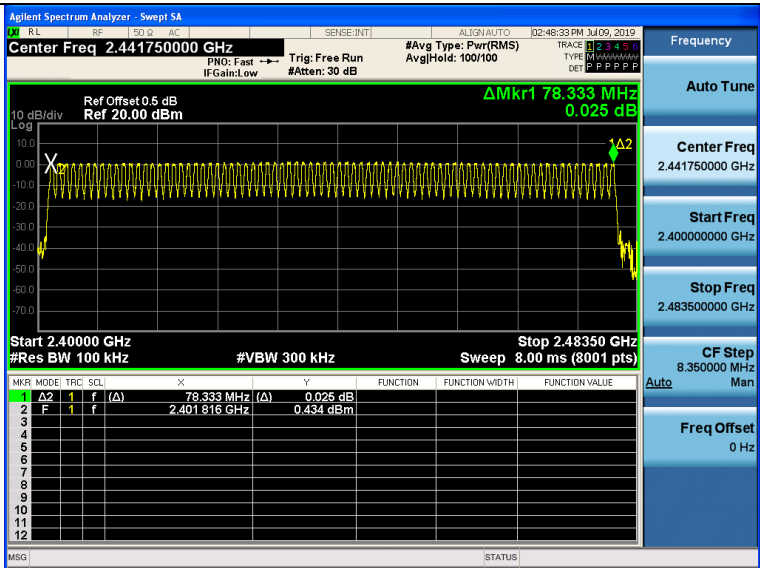 Agilent Spectrum Analyzer - Swept SA
LXI RL RF 50 Ω AC SENSE:INT ALIGNAUTO 02:48:33 PM Jul 09, 2019
Center Freq 2.441750000 GHz
#Avg Type: Pwr(RMS)
TRACE 1 2 3 4 5 6
PNO: Fast
Trig: Free Run
Avg|Hold: 100/100
TYPE M
IFGain:Low
#Atten: 30 dB
DET P P P P P P
Frequency
ΔMkr1 78.333 MHz
0.025 dB
Ref Offset 0.5 dB
10 dB/div Ref 20.00 dBm
Log
10.0
0.00
-10.0
-20.0
-30.0
-40.0
-50.0
-60.0
-70.0
X2
1Δ2
Start 2.40000 GHz
Stop 2.48350 GHz
#Res BW 100 kHz
#VBW 300 kHz
Sweep 8.00 ms (8001 pts)
MKR MODE TRC SCL X Y FUNCTION FUNCTION WIDTH FUNCTION VALUE
1 Δ2 1 f (Δ) 78.333 MHz (Δ) 0.025 dB
2 F 1 f 2.401 816 GHz 0.434 dBm
3
4
5
6
7
8
9
10
11
12
MSG STATUS
Auto Tune
Center Freq
2.441750000 GHz
Start Freq
2.400000000 GHz
Stop Freq
2.483500000 GHz
CF Step
8.350000 MHz
Auto Man
Freq Offset
0 Hz